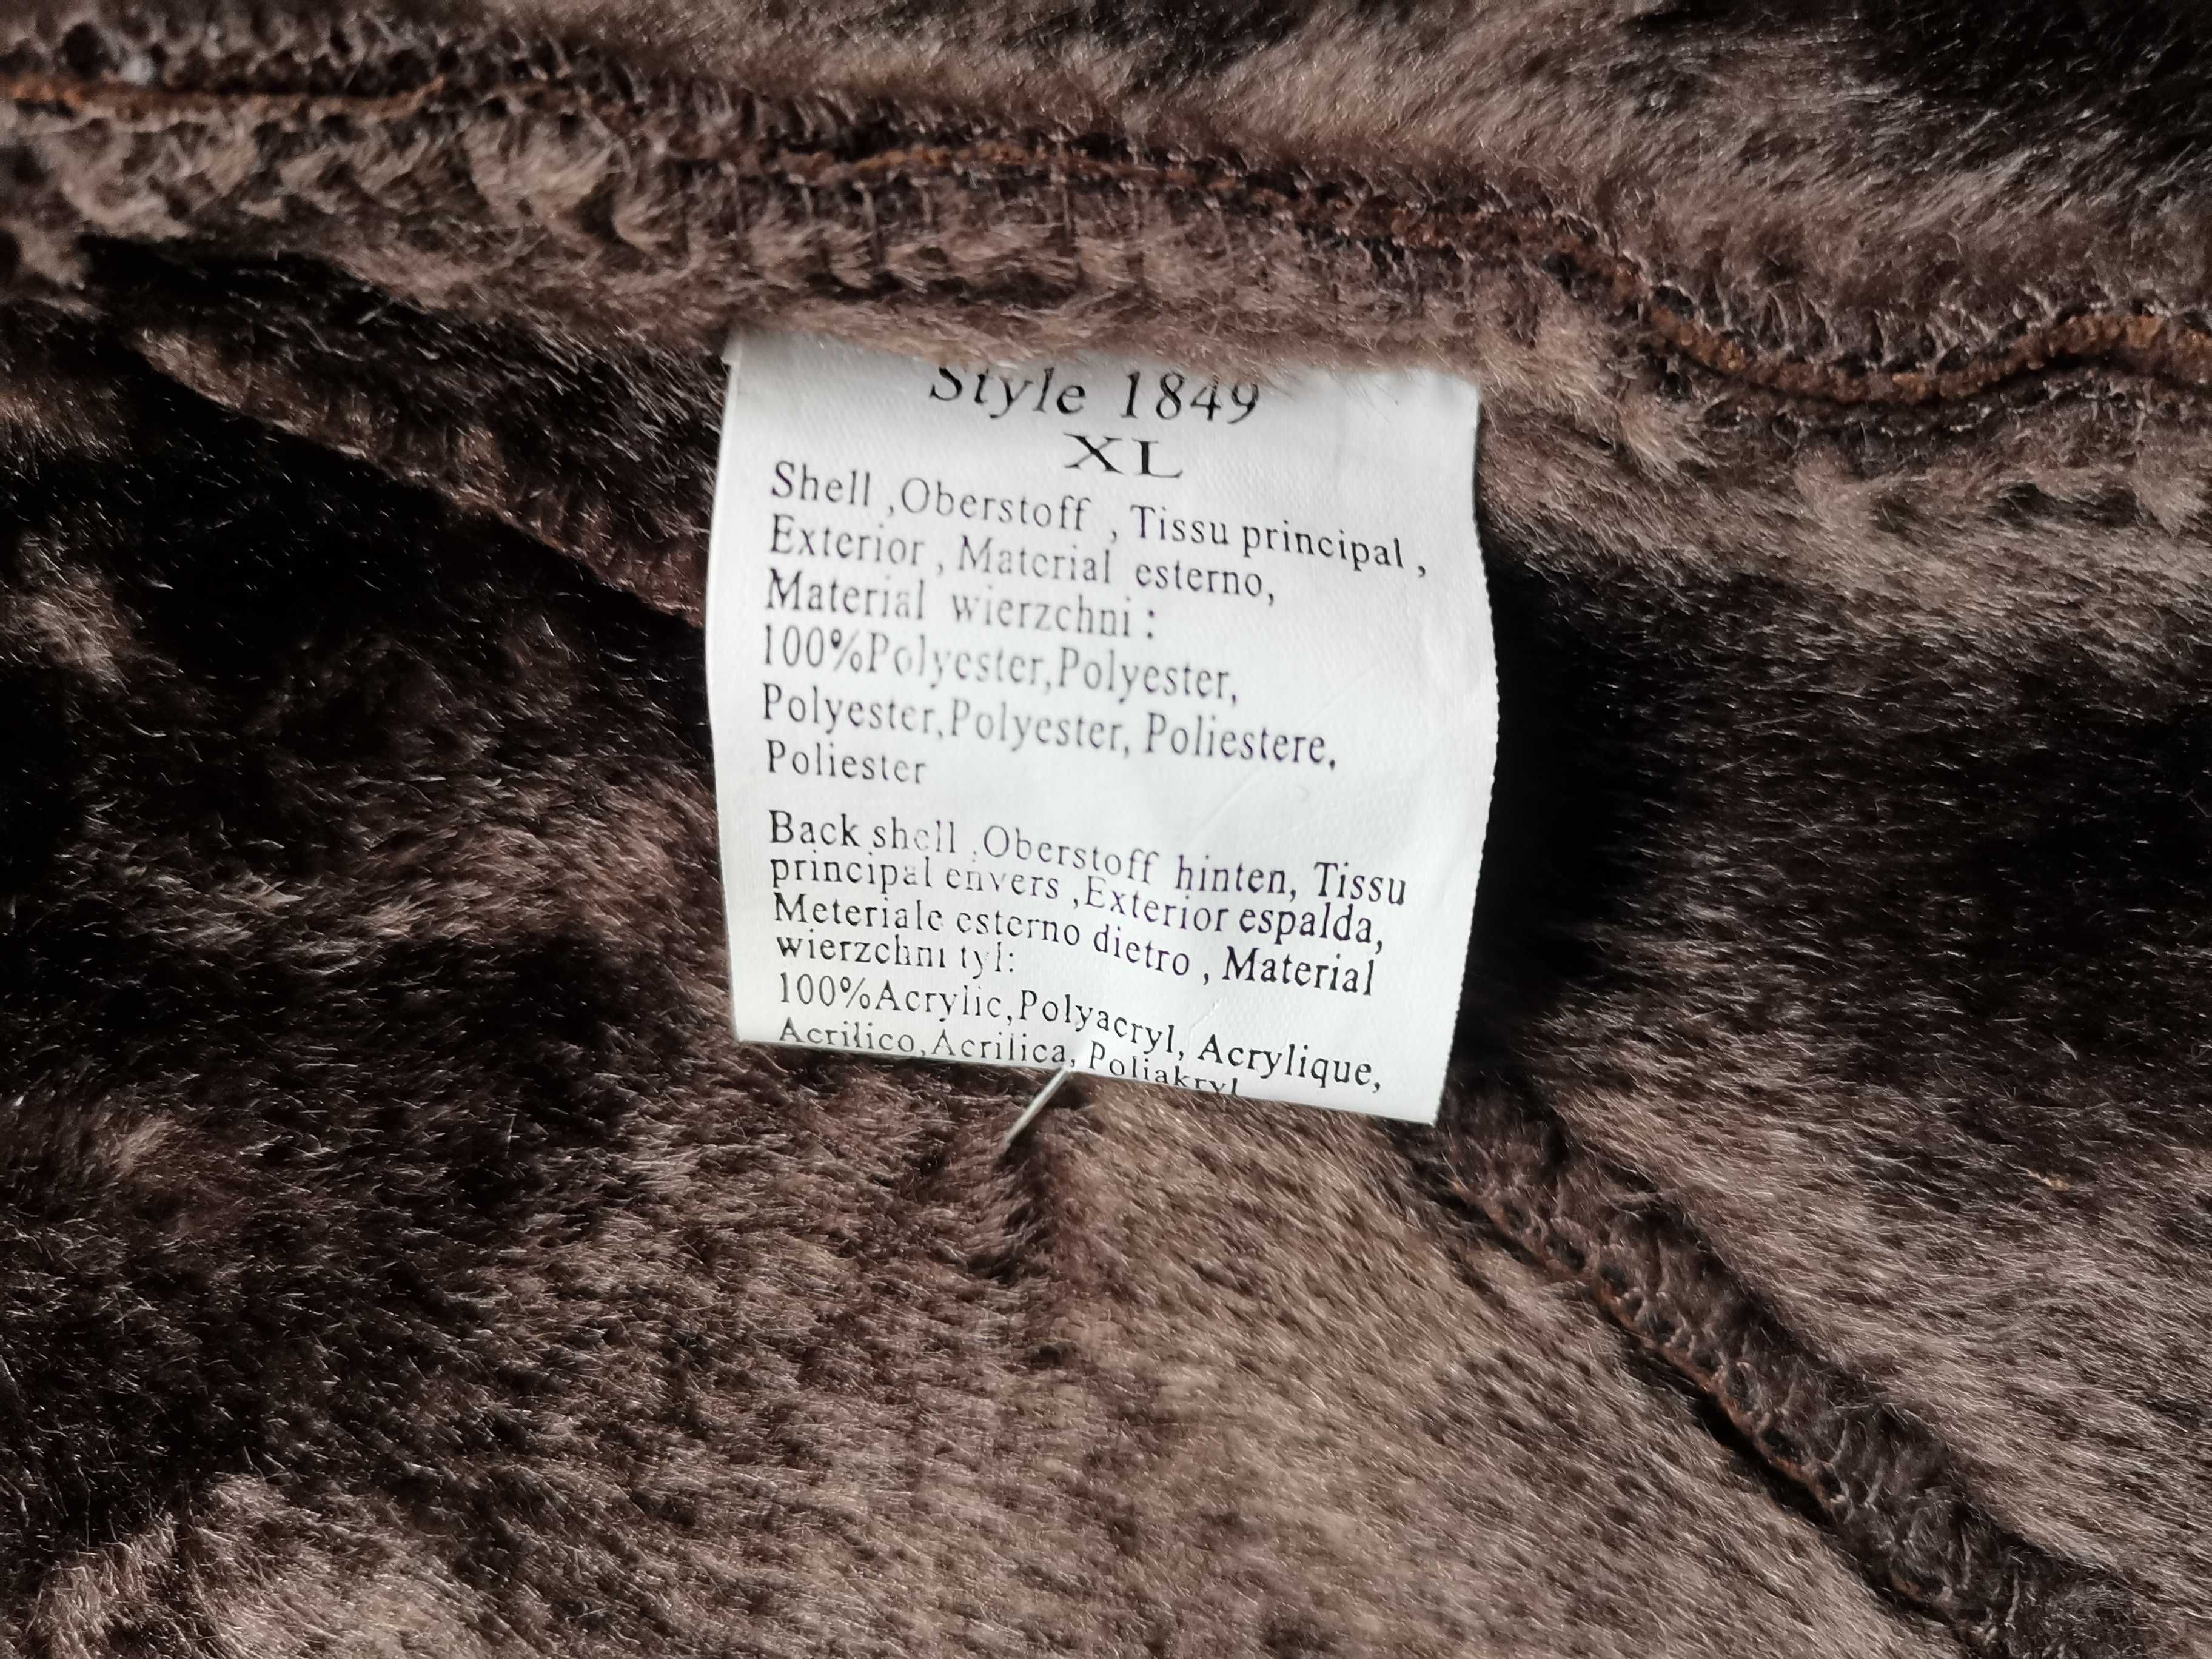 Style 1849
XL
Shell ,Oberstoff , Tissu principal ,
Exterior , Material esterno,
Material wierzchni :
100%Polyester,Polyester,
Polyester,Polyester, Poliestere,
Poliester
Back shell ,Oberstoff hinten, Tissu
principal envers ,Exterior espalda,
Meteriale esterno dietro , Material
wierzchni tyl:
100%Acrylic,Polyacryl, Acrylique,
Acrilico,Acrilica, Poliakryl